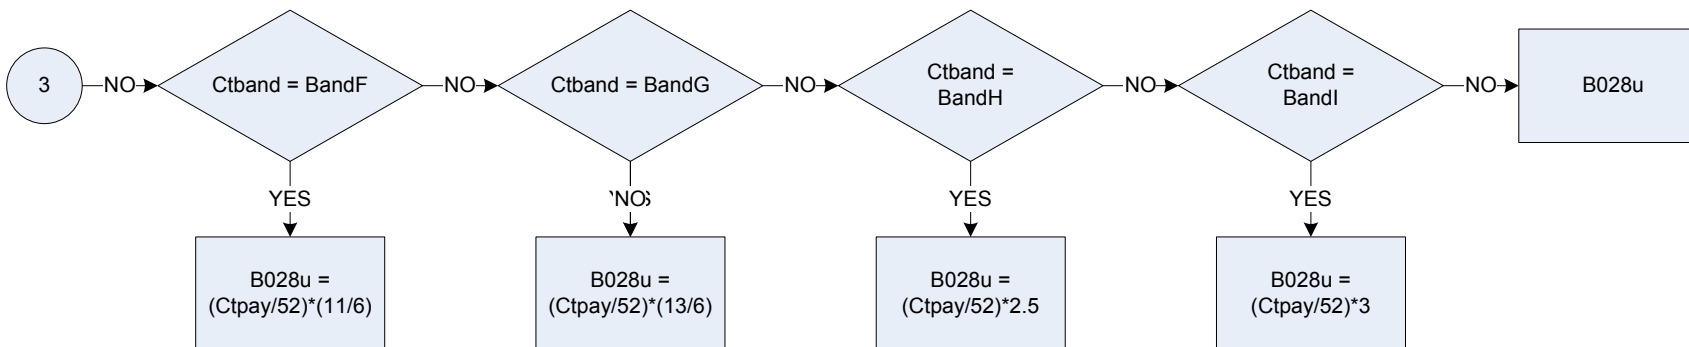 3
NO
Ctband = BandF
NO
Ctband = BandG
NO
Ctband =
BandH
NO
Ctband =
BandI
NO
B028u
YES
NO
YES
YES
B028u =
(Ctpay/52)*(11/6)
B028u =
(Ctpay/52)*(13/6)
B028u =
(Ctpay/52)*2.5
B028u =
(Ctpay/52)*3